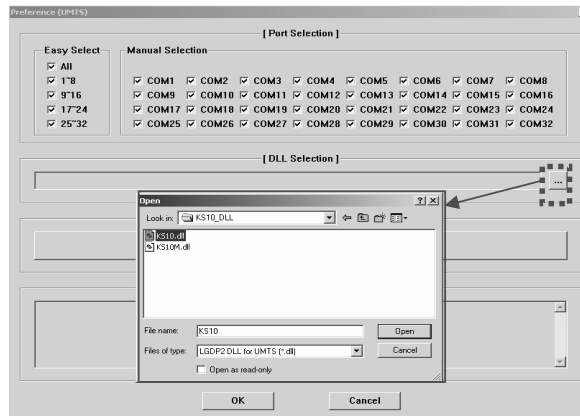 Preference (UMTS)
[ Port Selection ]
Easy Select
Manual Selection
All
1~8
9~16
17~24
25~32
COM1 COM2 COM3 COM4 COM5 COM6 COM7 COM8
COM9 COM10 COM11 COM12 COM13 COM14 COM15 COM16
COM17 COM18 COM19 COM20 COM21 COM22 COM23 COM24
COM25 COM26 COM27 COM28 COM29 COM30 COM31 COM32
[ DLL Selection ]
...
Open
Look in: KS10_DLL
KS10.dll
KS10M.dll
File name: KS10
Open
Files of type: LGDP2 DLL for UMTS (*.dll)
Cancel
Open as read-only
OK
Cancel